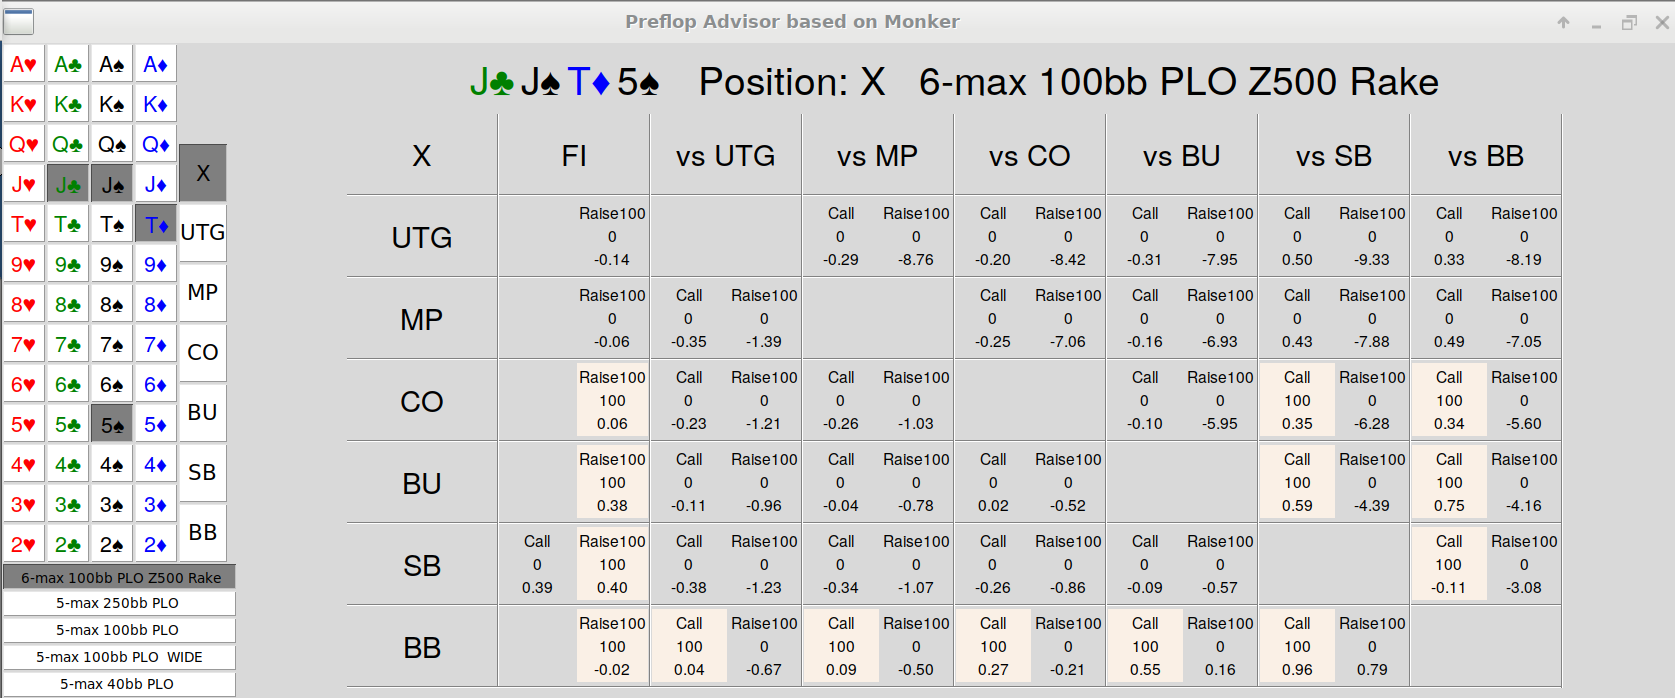 Preflop Advisor based on Monker
J♣J♠T♦5♠ Position: X 6-max 100bb PLO Z500 Rake
A♥ A♣ A♠ A♦
K♥ K♣ K♠ K♦
Q♥ Q♣ Q♠ Q♦
J♥ J♣ J♠ J♦
T♥ T♣ T♠ T♦
9♥ 9♣ 9♠ 9♦
8♥ 8♣ 8♠ 8♦
7♥ 7♣ 7♠ 7♦
6♥ 6♣ 6♠ 6♦
5♥ 5♣ 5♠ 5♦
4♥ 4♣ 4♠ 4♦
3♥ 3♣ 3♠ 3♦
2♥ 2♣ 2♠ 2♦
X
UTG
MP
CO
BU
SB
BB
6-max 100bb PLO Z500 Rake
5-max 250bb PLO
5-max 100bb PLO
5-max 100bb PLO WIDE
5-max 40bb PLO
X FI vs UTG vs MP vs CO vs BU vs SB vs BB
Raise100 Call Raise100 Call Raise100 Call Raise100 Call Raise100 Call Raise100
UTG 0 0 0 0 0 0 0 0 0 0 0
-0.14 -0.29 -8.76 -0.20 -8.42 -0.31 -7.95 0.50 -9.33 0.33 -8.19
Raise100 Call Raise100 Call Raise100 Call Raise100 Call Raise100 Call Raise100
MP 0 0 0 0 0 0 0 0 0 0 0
-0.06 -0.35 -1.39 -0.25 -7.06 -0.16 -6.93 0.43 -7.88 0.49 -7.05
Raise100 Call Raise100 Call Raise100 Call Raise100 Call Raise100 Call Raise100
CO 100 0 0 0 0 0 0 100 0 100 0
0.06 -0.23 -1.21 -0.26 -1.03 -0.10 -5.95 0.35 -6.28 0.34 -5.60
Raise100 Call Raise100 Call Raise100 Call Raise100 Call Raise100 Call Raise100
BU 100 0 0 0 0 0 0 100 0 100 0
0.38 -0.11 -0.96 -0.04 -0.78 0.02 -0.52 0.59 -4.39 0.75 -4.16
Call Raise100 Call Raise100 Call Raise100 Call Raise100 Call Raise100 Call Raise100
SB 0 100 0 0 0 0 0 0 0 0 100 0
0.39 0.40 -0.38 -1.23 -0.34 -1.07 -0.26 -0.86 -0.09 -0.57 -0.11 -3.08
Raise100 Call Raise100 Call Raise100 Call Raise100 Call Raise100 Call Raise100
BB 100 100 0 100 0 100 0 100 0 100 0
-0.02 0.04 -0.67 0.09 -0.50 0.27 -0.21 0.55 0.16 0.96 0.79